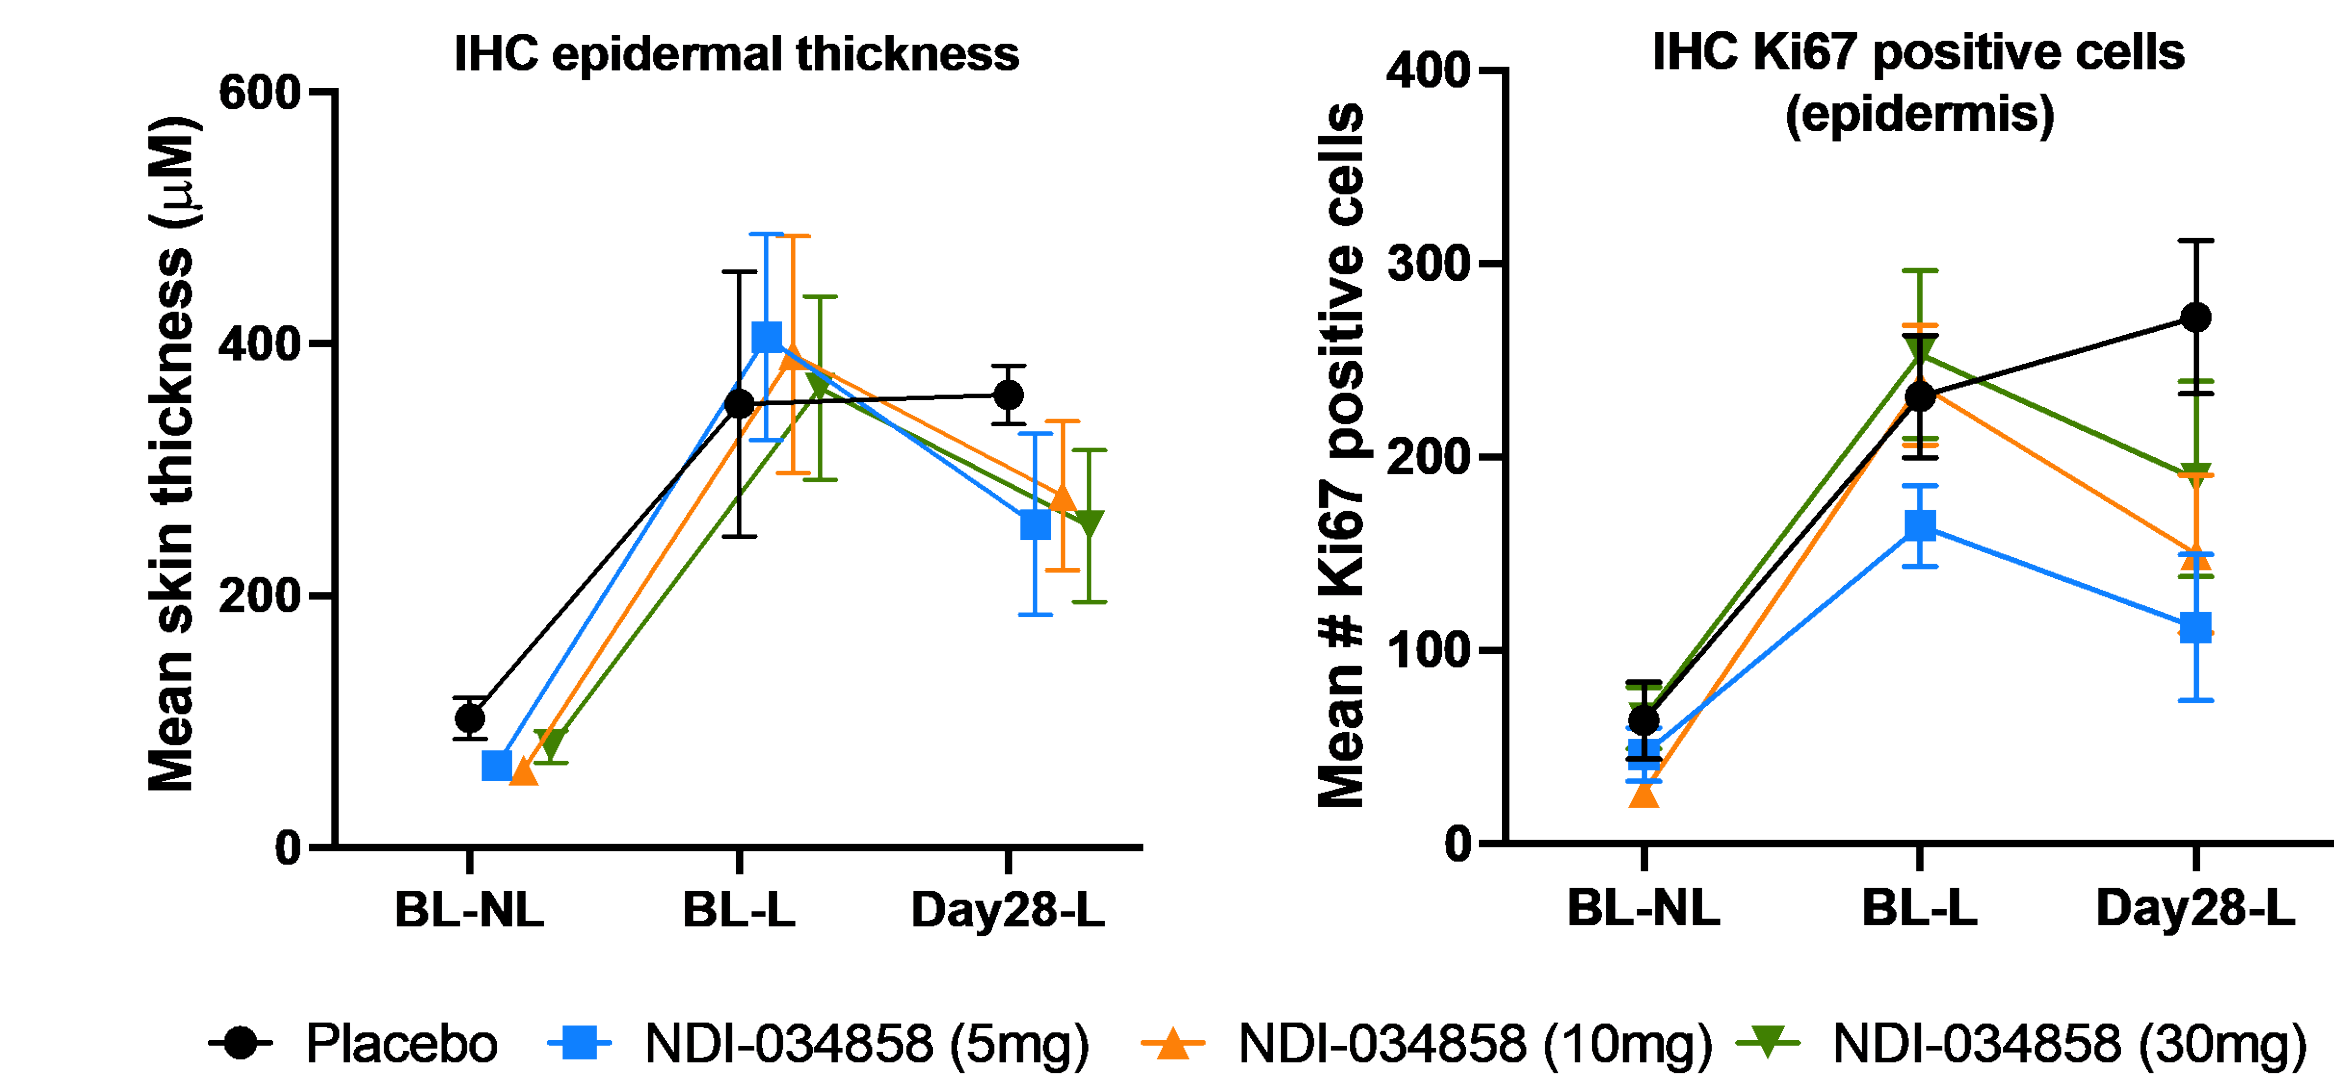 IHC epidermal thickness
Mean skin thickness (μM)
600
400
200
0
BL-NL
BL-L
Day28-L
IHC Ki67 positive cells
(epidermis)
Mean # Ki67 positive cells
400
300
200
100
0
BL-NL
BL-L
Day28-L
Placebo
NDI-034858 (5mg)
NDI-034858 (10mg)
NDI-034858 (30mg)